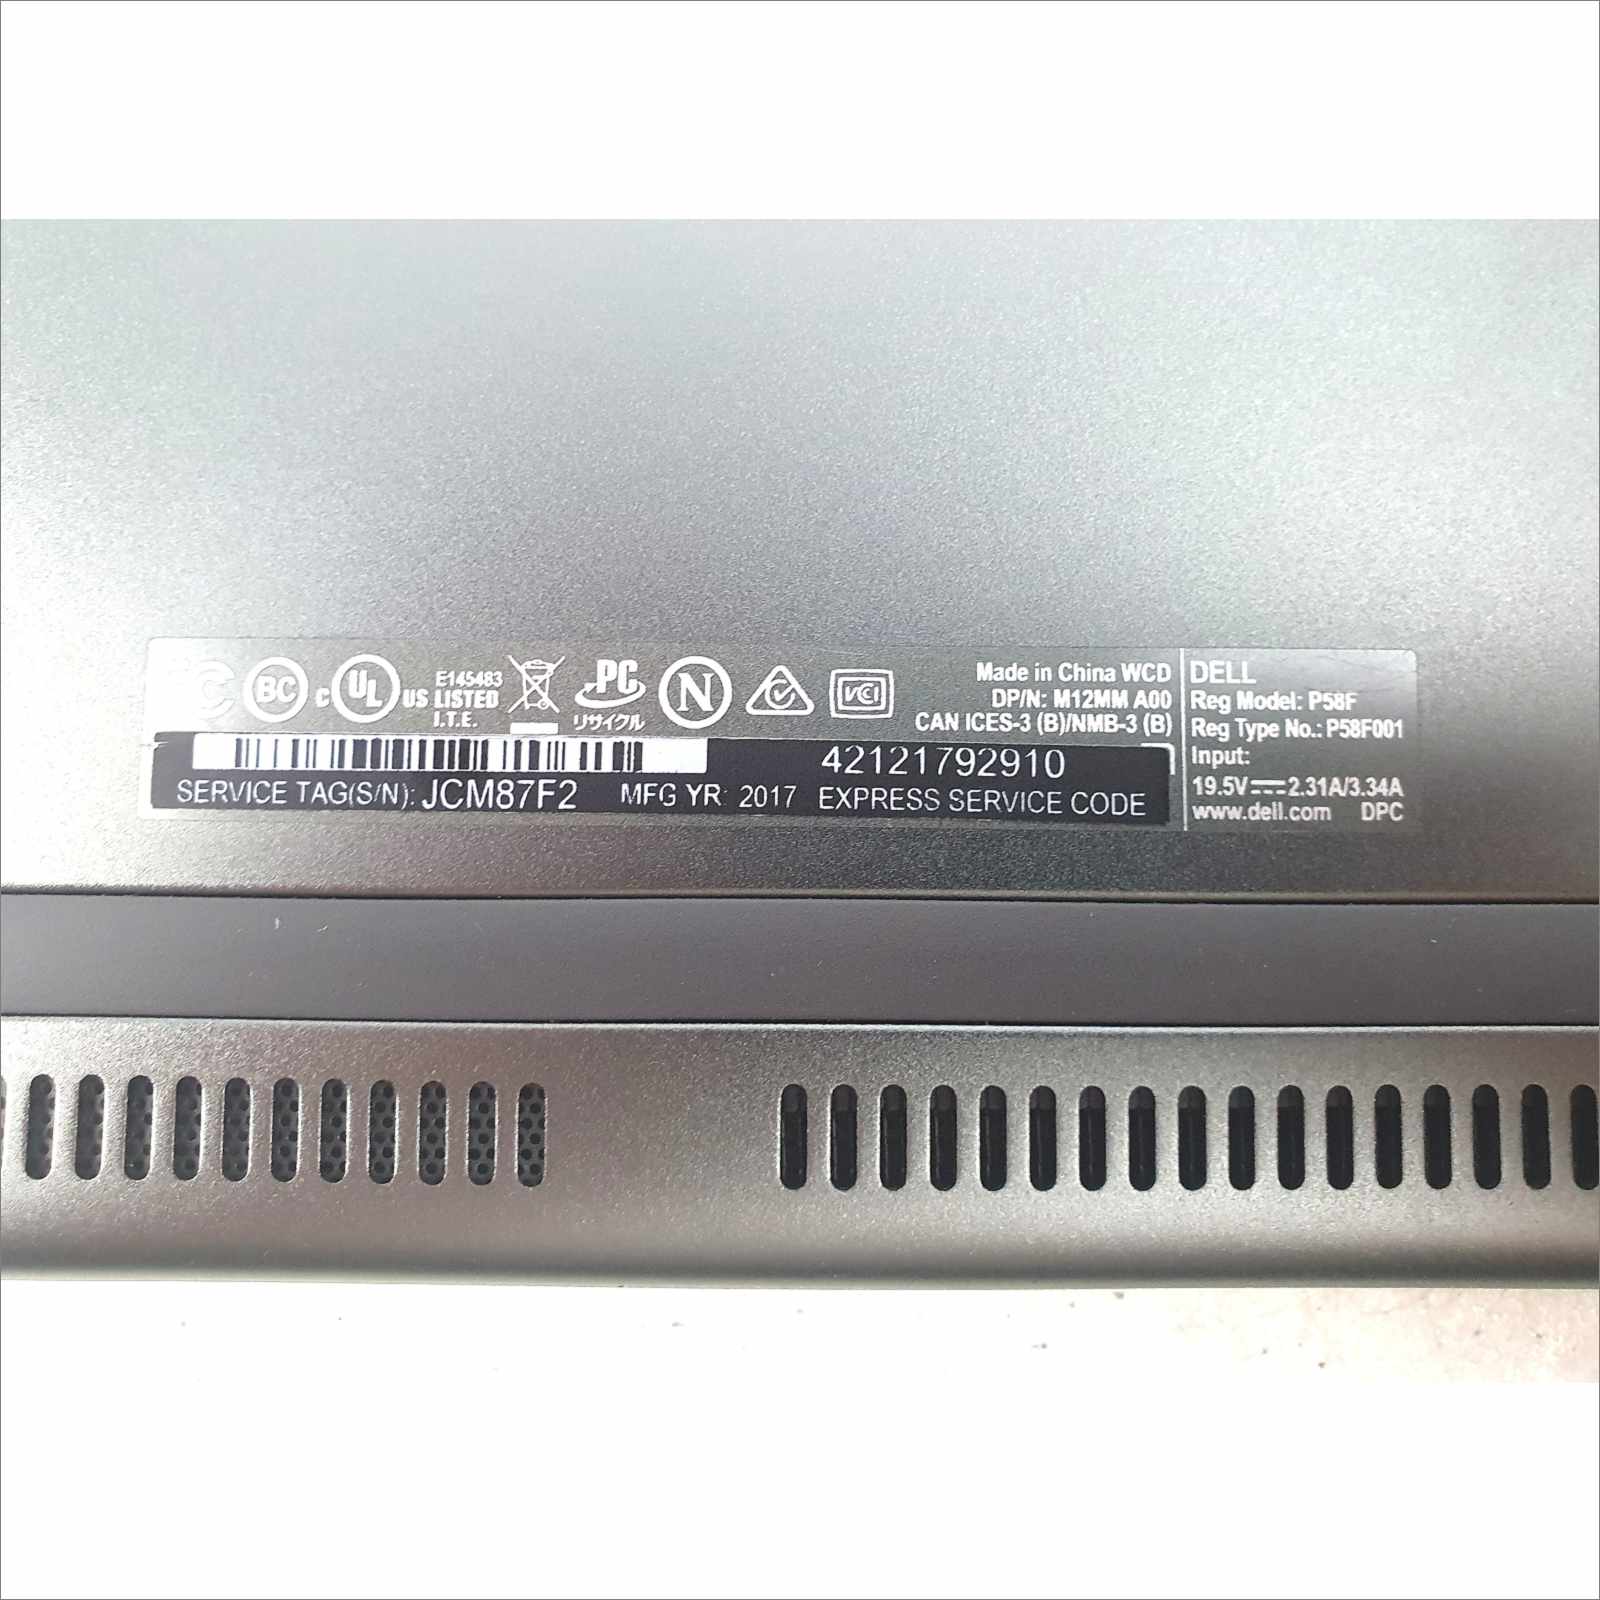 C BC c UL US LISTED E145483
I.T.E.
PC
リサイクル
N
VCCI
Made in China WCD
DP/N: M12MM A00
CAN ICES-3 (B)/NMB-3 (B)
42121792910
SERVICE TAG(S/N): JCM87F2 MFG YR: 2017 EXPRESS SERVICE CODE
DELL
Reg Model: P58F
Reg Type No.: P58F001
Input:
19.5V⎓2.31A/3.34A
www.dell.com DPC